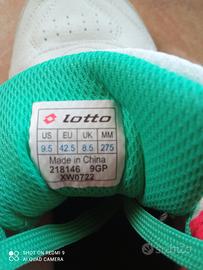 lotto
US EU UK MM
9.5 42.5 8.5 275
Made in China
218146 9GP
XW0722
SHOT ON REDMI 9
AI QUAD CAMERA
subito